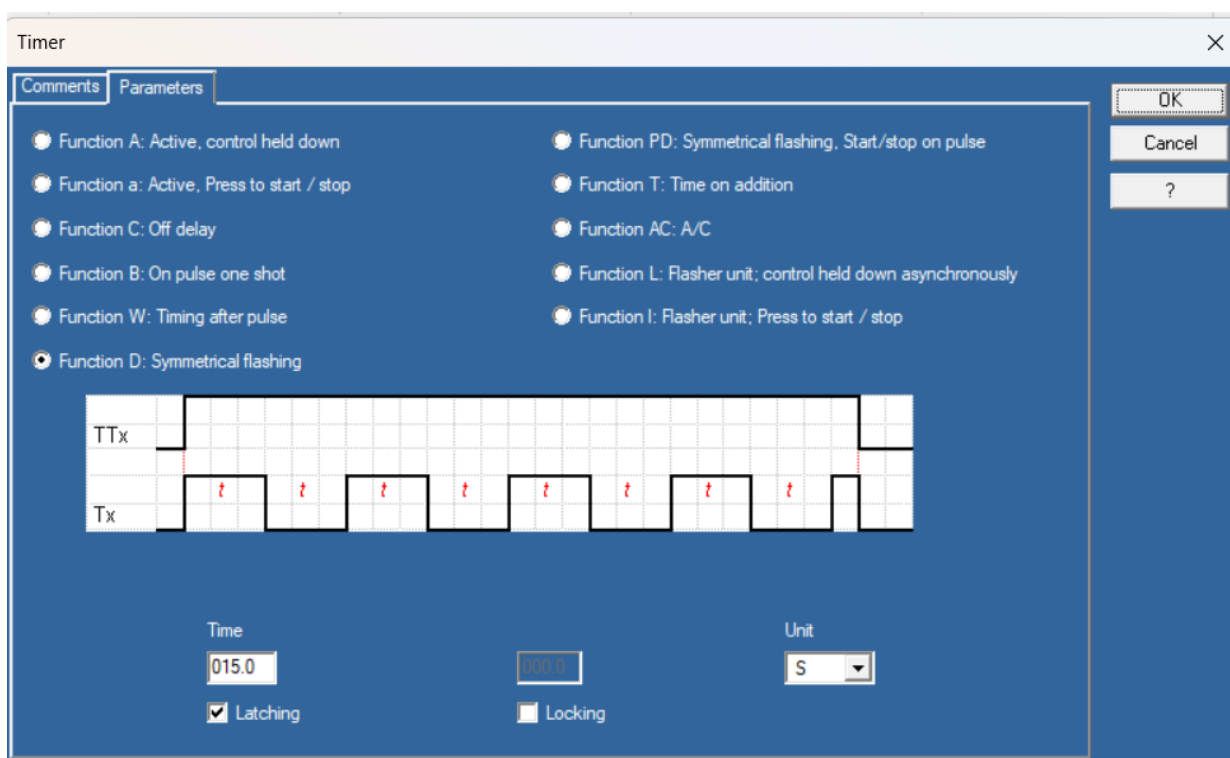 Timer
Comments
Parameters
OK
Cancel
?
Function A: Active, control held down
Function a: Active, Press to start / stop
Function C: Off delay
Function B: On pulse one shot
Function W: Timing after pulse
Function D: Symmetrical flashing
Function PD: Symmetrical flashing, Start/stop on pulse
Function T: Time on addition
Function AC: A/C
Function L: Flasher unit; control held down asynchronously
Function I: Flasher unit; Press to start / stop
TTx
t t t t t t t t
Tx
Time
Unit
015.0
000.0
S
Latching
Locking